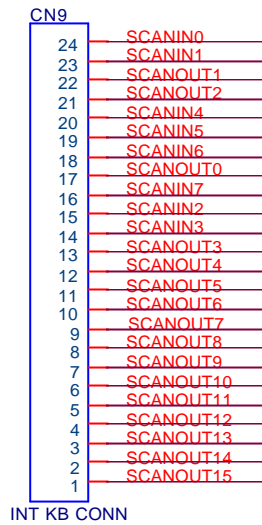 CN9
24 SCANIN0
23 SCANIN1
22 SCANOUT1
21 SCANOUT2
20 SCANIN4
19 SCANIN5
18 SCANIN6
17 SCANOUT0
16 SCANIN7
15 SCANIN2
14 SCANIN3
13 SCANOUT3
12 SCANOUT4
11 SCANOUT5
10 SCANOUT6
9 SCANOUT7
8 SCANOUT8
7 SCANOUT9
6 SCANOUT10
5 SCANOUT11
4 SCANOUT12
3 SCANOUT13
2 SCANOUT14
1 SCANOUT15
INT KB CONN